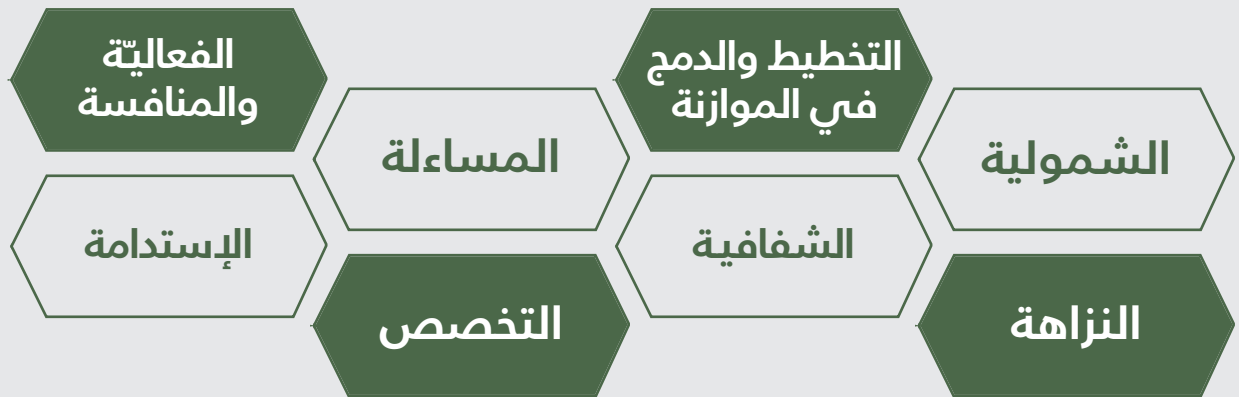 الشمولية
التخطيط والدمج
في الموازنة
المساءلة
الفعاليّة
والمنافسة
النزاهة
الشفافية
التخصص
الإستدامة